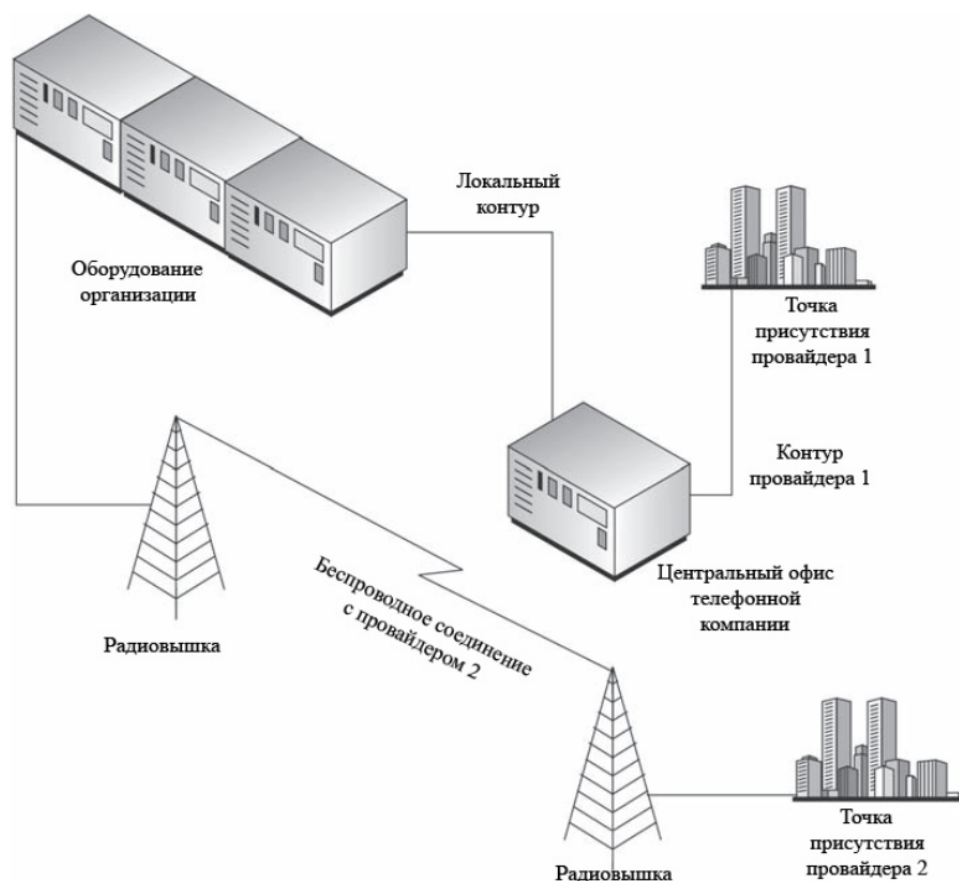 Локальный
контур
Оборудование
организации
Точка
присутствия
провайдера 1
Контур
провайдера 1
Центральный офис
телефонной
компании
Беспроводное соединение
с провайдером 2
Радиовышка
Точка
присутствия
провайдера 2
Радиовышка